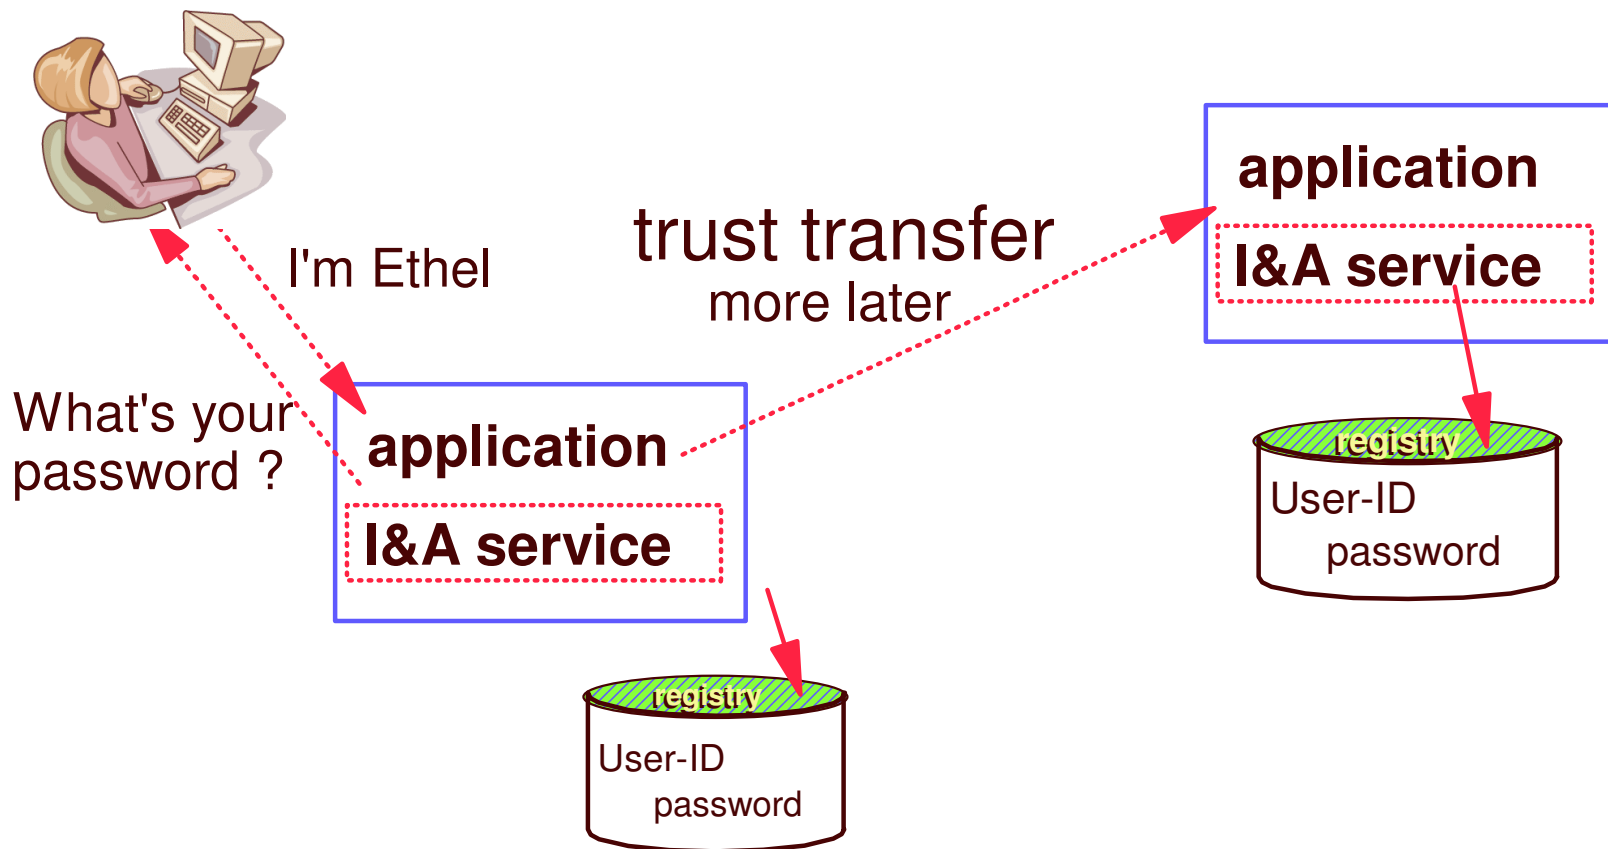 I'm Ethel
What's your
password ?
application
I&A service
registry
User-ID
password
trust transfer
more later
application
I&A service
registry
User-ID
password